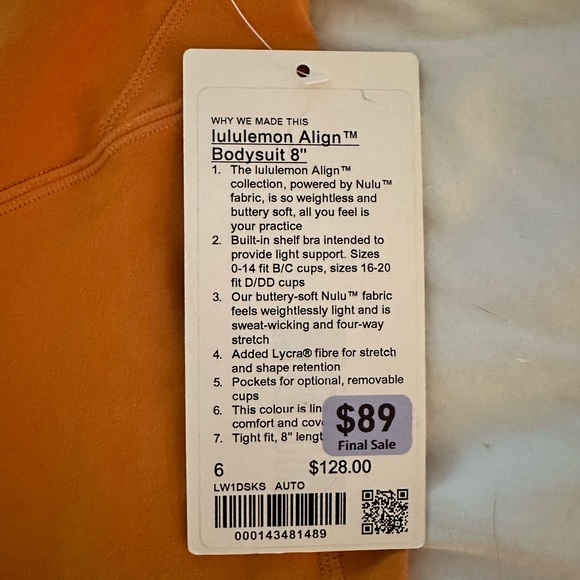 WHY WE MADE THIS
lululemon Align™
Bodysuit 8"
1. The lululemon Align™
collection, powered by Nulu™
fabric, is so weightless and
buttery soft, all you feel is
your practice
2. Built-in shelf bra intended to
provide light support. Sizes
0-14 fit B/C cups, sizes 16-20
fit D/DD cups
3. Our buttery-soft Nulu™ fabric
feels weightlessly light and is
sweat-wicking and four-way
stretch
4. Added Lycra® fibre for stretch
and shape retention
5. Pockets for optional, removable
cups
6. This colour is
comfort and
7. Tight fit, 8"
$89
Final Sale
6 $128.00
LW1DSKS AUTO
000143481489